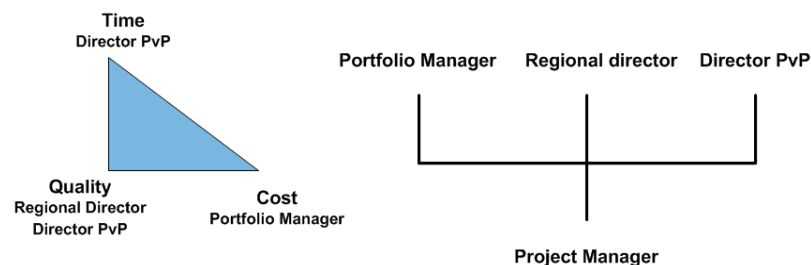 Time
Director PvP
Quality
Regional Director
Director PvP
Cost
Portfolio Manager
Portfolio Manager
Regional director
Director PvP
Project Manager